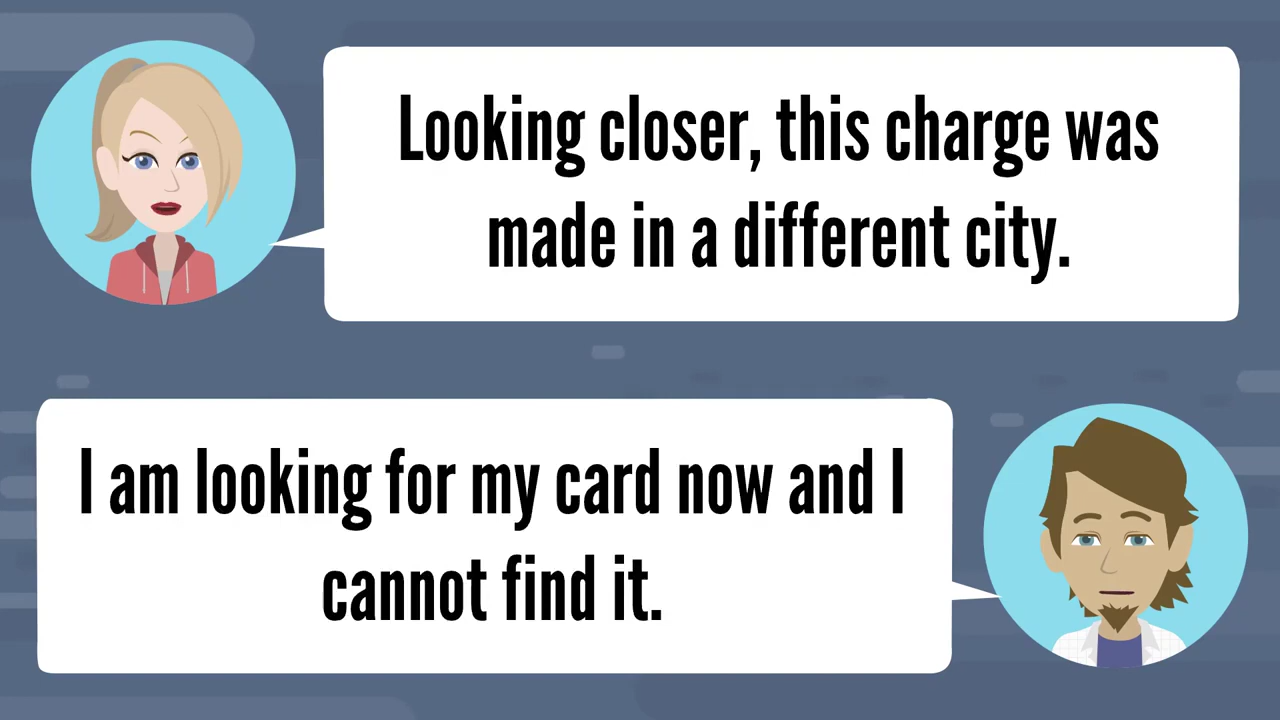 Looking closer, this charge was
made in a different city.
I am looking for my card now and I
cannot find it.